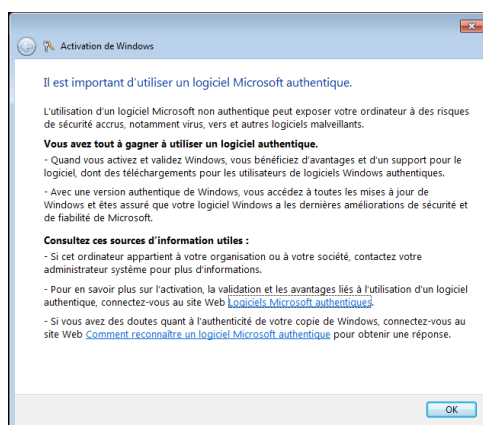 Activation de Windows
Il est important d'utiliser un logiciel Microsoft authentique.
L'utilisation d'un logiciel Microsoft non authentique peut exposer votre ordinateur à des risques
de sécurité accrus, notamment virus, vers et autres logiciels malveillants.
Vous avez tout à gagner à utiliser un logiciel authentique.
- Quand vous activez et validez Windows, vous bénéficiez d'avantages et d'un support pour le
logiciel, dont des téléchargements pour les utilisateurs de logiciels Windows authentiques.
- Avec une version authentique de Windows, vous accédez à toutes les mises à jour de
Windows et êtes assuré que votre logiciel Windows a les dernières améliorations de sécurité et
de fiabilité de Microsoft.
Consultez ces sources d'information utiles :
- Si cet ordinateur appartient à votre organisation ou à votre société, contactez votre
administrateur système pour plus d'informations.
- Pour en savoir plus sur l'activation, la validation et les avantages liés à l'utilisation d'un logiciel
authentique, connectez-vous au site Web Logiciels Microsoft authentiques.
- Si vous avez des doutes quant à l'authenticité de votre copie de Windows, connectez-vous au
site Web Comment reconnaître un logiciel Microsoft authentique pour obtenir une réponse.
OK